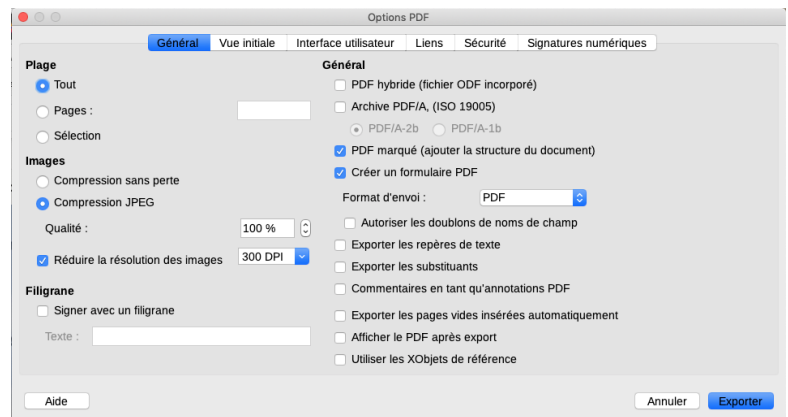 Options PDF
Général Vue initiale Interface utilisateur Liens Sécurité Signatures numériques
Plage
Tout
Pages :
Sélection
Images
Compression sans perte
Compression JPEG
Qualité : 100 %
Réduire la résolution des images 300 DPI
Filigrane
Signer avec un filigrane
Texte :
Général
PDF hybride (fichier ODF incorporé)
Archive PDF/A, (ISO 19005)
PDF/A-2b PDF/A-1b
PDF marqué (ajouter la structure du document)
Créer un formulaire PDF
Format d'envoi : PDF
Autoriser les doublons de noms de champ
Exporter les repères de texte
Exporter les substituants
Commentaires en tant qu'annotations PDF
Exporter les pages vides insérées automatiquement
Afficher le PDF après export
Utiliser les XObjets de référence
Aide Annuler Exporter